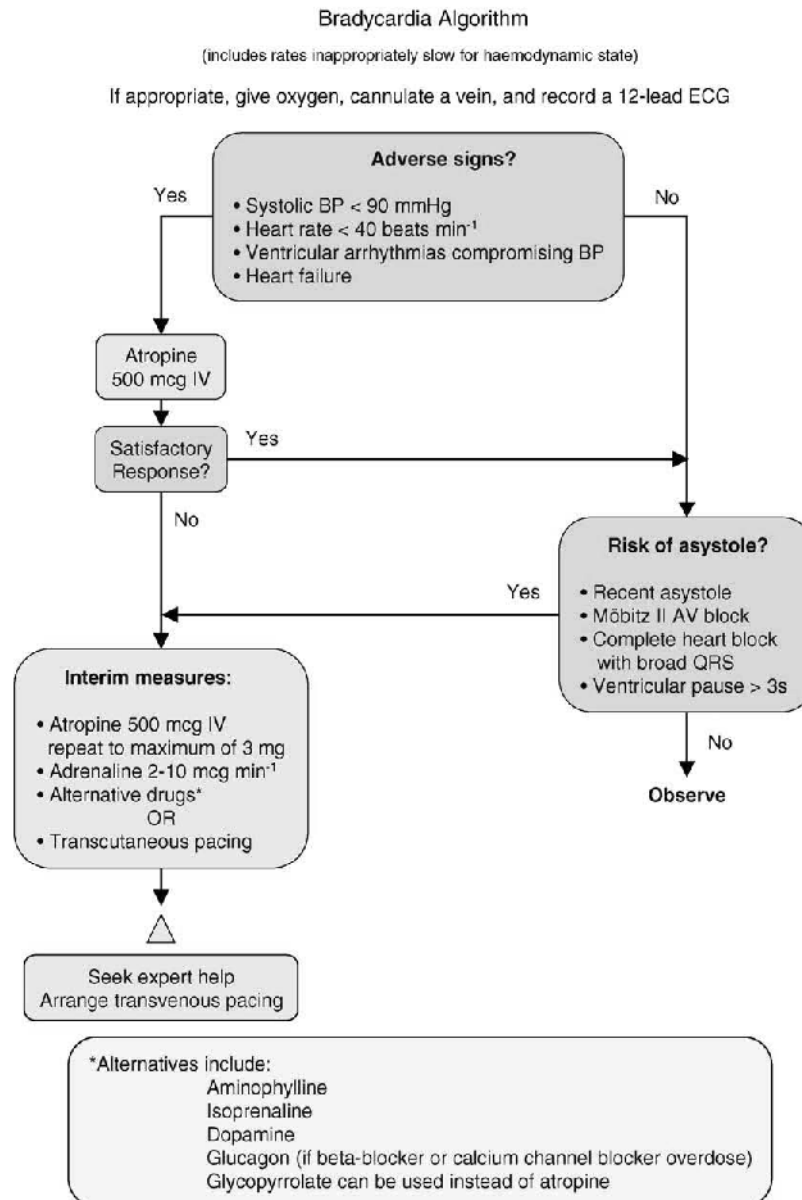 Bradycardia Algorithm
(includes rates inappropriately slow for haemodynamic state)
If appropriate, give oxygen, cannulate a vein, and record a 12-lead ECG
Adverse signs?
Yes
No
• Systolic BP < 90 mmHg
• Heart rate < 40 beats min⁻¹
• Ventricular arrhythmias compromising BP
• Heart failure
Atropine
500 mcg IV
Satisfactory
Response?
Yes
No
Risk of asystole?
Yes
• Recent asystole
• Möbitz II AV block
• Complete heart block
with broad QRS
• Ventricular pause > 3s
No
Observe
Interim measures:
• Atropine 500 mcg IV
repeat to maximum of 3 mg
• Adrenaline 2-10 mcg min⁻¹
• Alternative drugs*
OR
• Transcutaneous pacing
Seek expert help
Arrange transvenous pacing
*Alternatives include:
Aminophylline
Isoprenaline
Dopamine
Glucagon (if beta-blocker or calcium channel blocker overdose)
Glycopyrrolate can be used instead of atropine